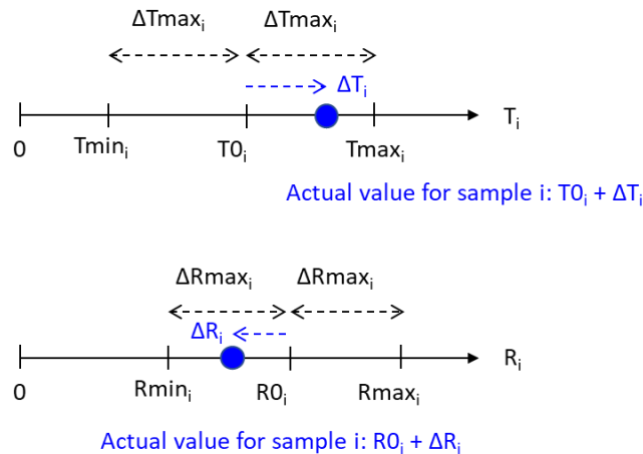 ΔTmaxᵢ ΔTmaxᵢ
ΔTᵢ
0 Tminᵢ T0ᵢ Tmaxᵢ Tᵢ
Actual value for sample i: T0ᵢ + ΔTᵢ
ΔRmaxᵢ ΔRmaxᵢ
ΔRᵢ
0 Rminᵢ R0ᵢ Rmaxᵢ Rᵢ
Actual value for sample i: R0ᵢ + ΔRᵢ